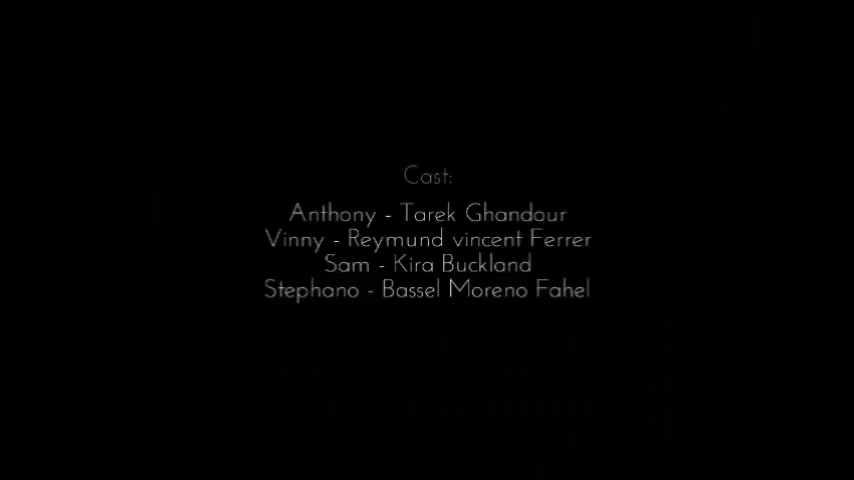 Cast:
Anthony - Tarek Ghandour
Vinny - Reymund vincent Ferrer
Sam - Kira Buckland
Stephano - Bassel Moreno Fahel